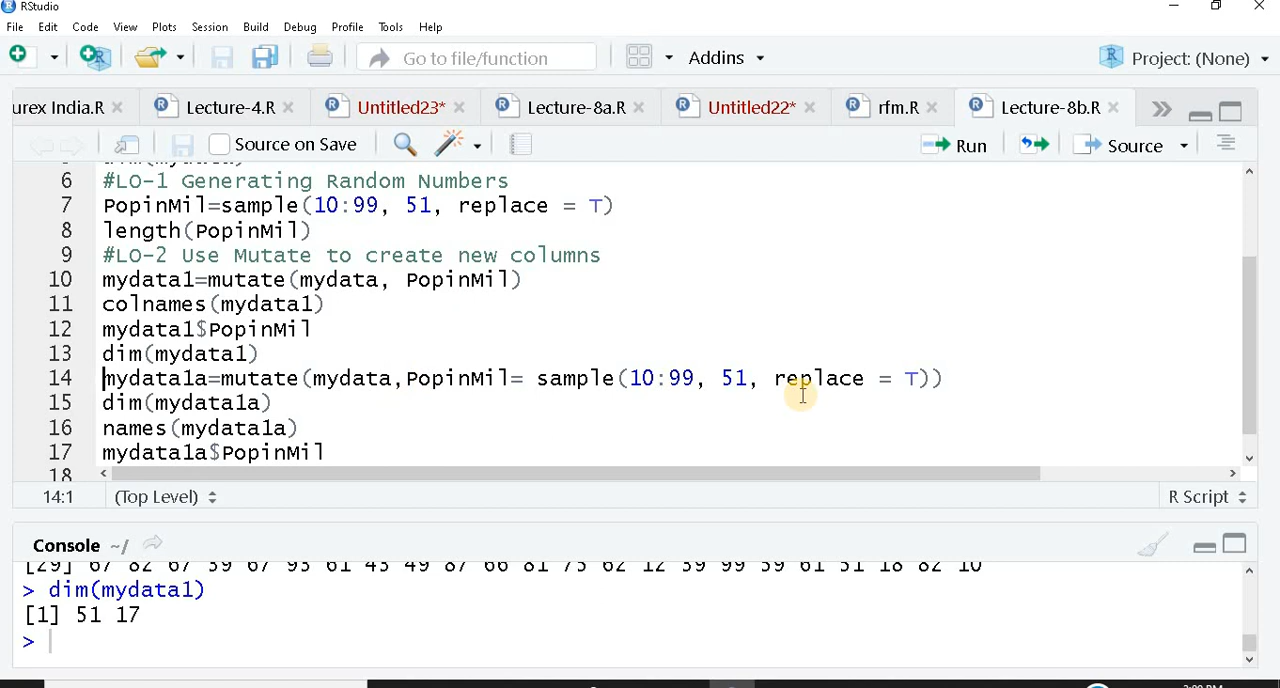 RStudio
File Edit Code View Plots Session Build Debug Profile Tools Help
Go to file/function Addins Project: (None)
urex India.R Lecture-4.R Untitled23* Lecture-8a.R Untitled22* rfm.R Lecture-8b.R
Source on Save Run Source
6 #LO-1 Generating Random Numbers
7 PopinMil=sample(10:99, 51, replace = T)
8 length(PopinMil)
9 #LO-2 Use Mutate to create new columns
10 mydata1=mutate(mydata, PopinMil)
11 colnames(mydata1)
12 mydata1$PopinMil
13 dim(mydata1)
14 mydata1a=mutate(mydata,PopinMil= sample(10:99, 51, replace = T))
15 dim(mydata1a)
16 names(mydata1a)
17 mydata1a$PopinMil
18
14:1 (Top Level) R Script
Console ~/
[29] 67 82 67 59 67 93 61 45 49 87 66 81 75 62 12 59 99 59 61 51 18 82 10
> dim(mydata1)
[1] 51 17
>